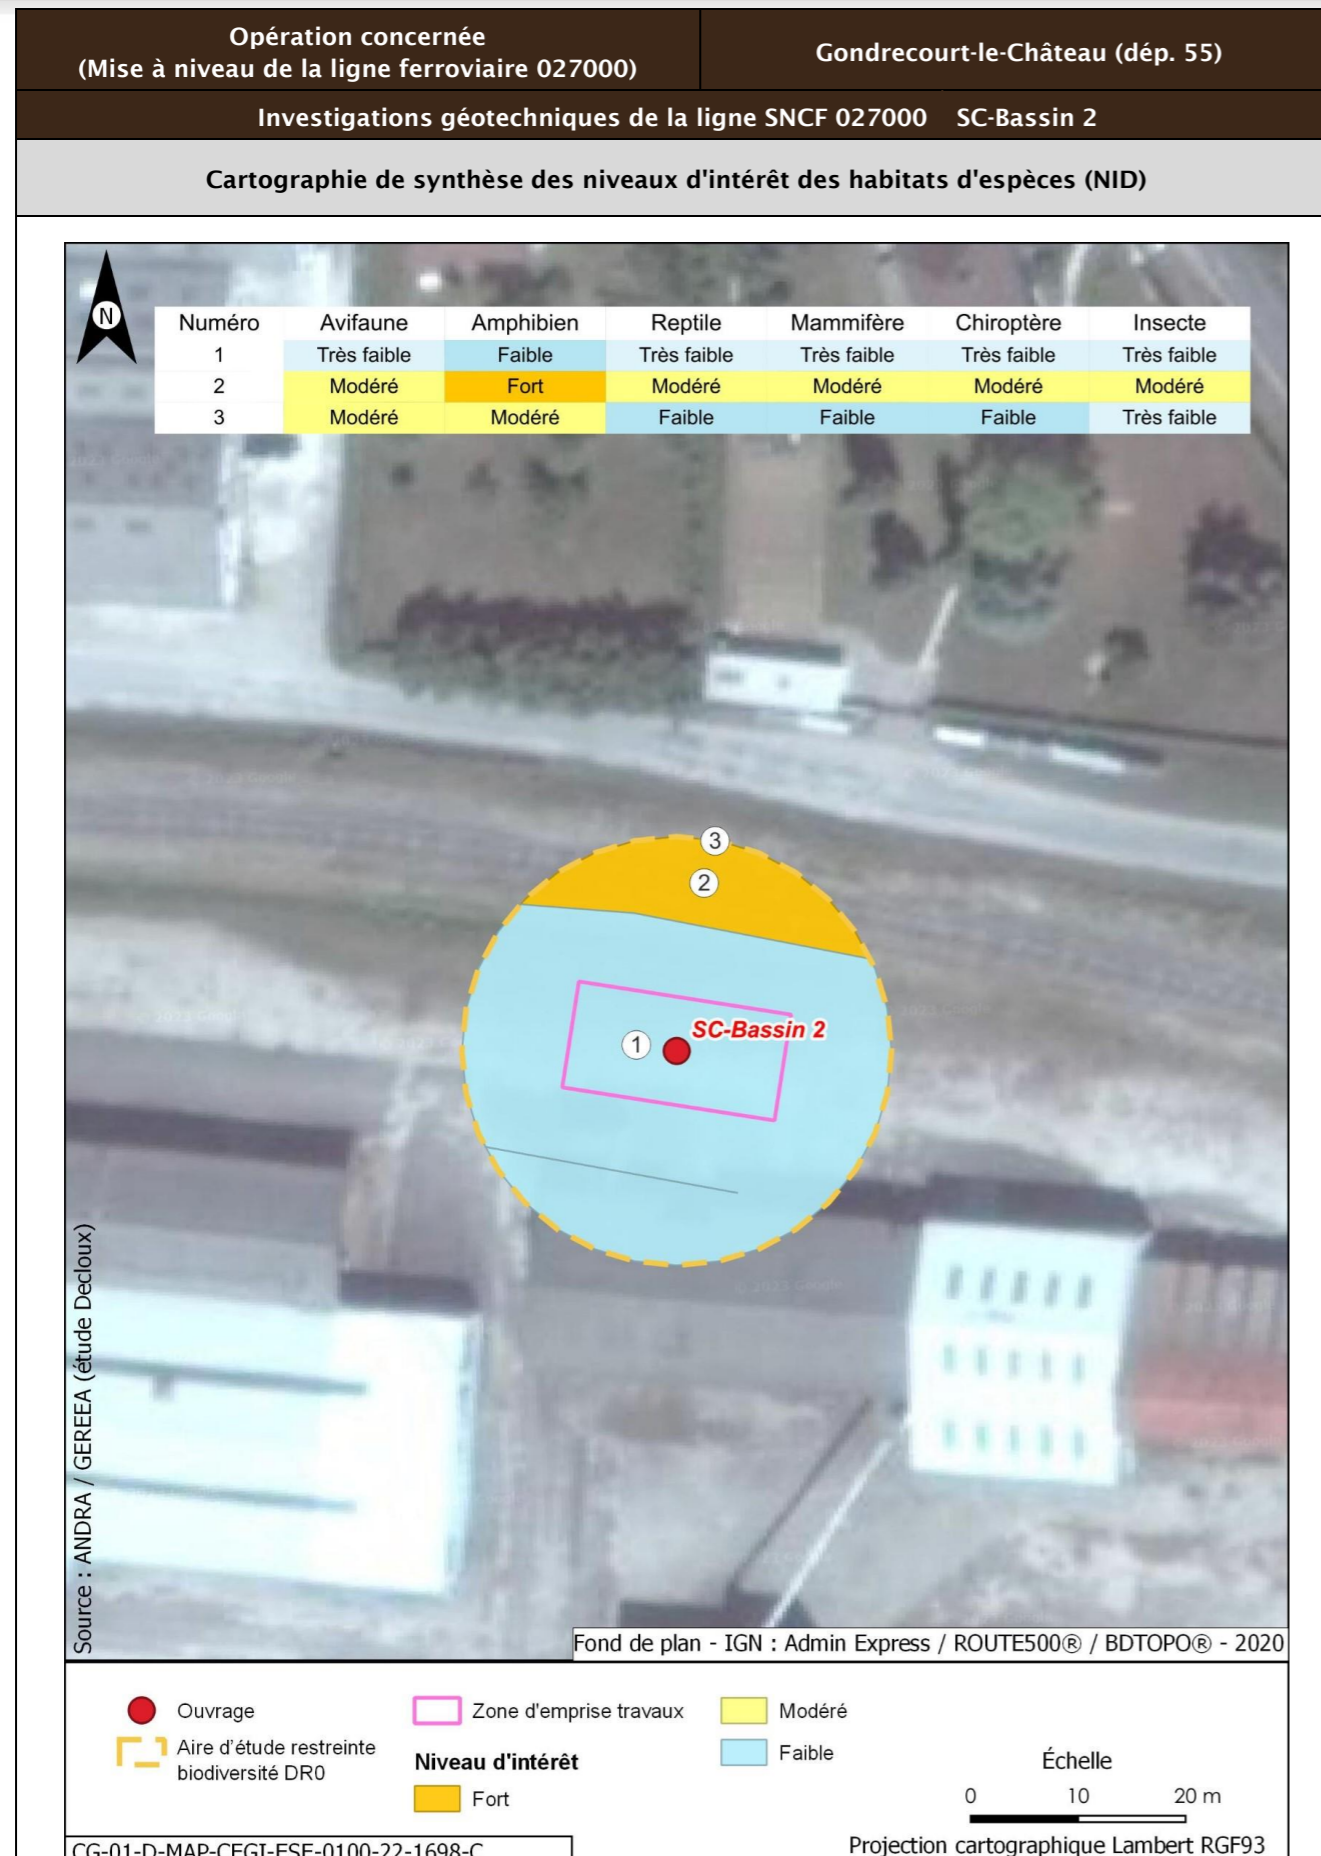 Opération concernée
(Mise à niveau de la ligne ferroviaire 027000)
Gondrecourt-le-Château (dép. 55)
Investigations géotechniques de la ligne SNCF 027000 SC-Bassin 2
Cartographie de synthèse des niveaux d'intérêt des habitats d'espèces (NID)
N
Numéro Avifaune Amphibien Reptile Mammifère Chiroptère Insecte
1 Très faible Faible Très faible Très faible Très faible Très faible
2 Modéré Fort Modéré Modéré Modéré Modéré
3 Modéré Modéré Faible Faible Faible Très faible
3
2
SC-Bassin 2
1
Source : ANDRA / GEREEA (étude Decloux)
Fond de plan - IGN : Admin Express / ROUTE500® / BDTOPO® - 2020
Ouvrage
Aire d'étude restreinte
biodiversité DR0
Zone d'emprise travaux
Niveau d'intérêt
Fort
Modéré
Faible
Échelle
0 10 20 m
Projection cartographique Lambert RGF93
CG-01-D-MAP-CEGI-ESE-0100-22-1698-C